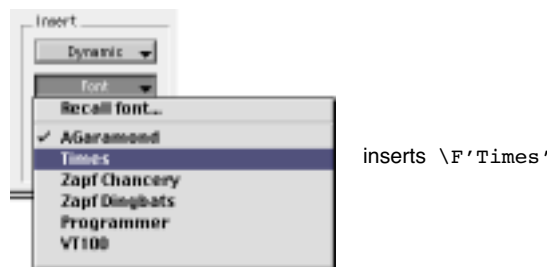 Insert
Dynamic
Font
Recall font...
✓ AGaramond
Times
inserts \F'Times'
Zapf Chancery
Zapf Dingbats
Programmer
VT100